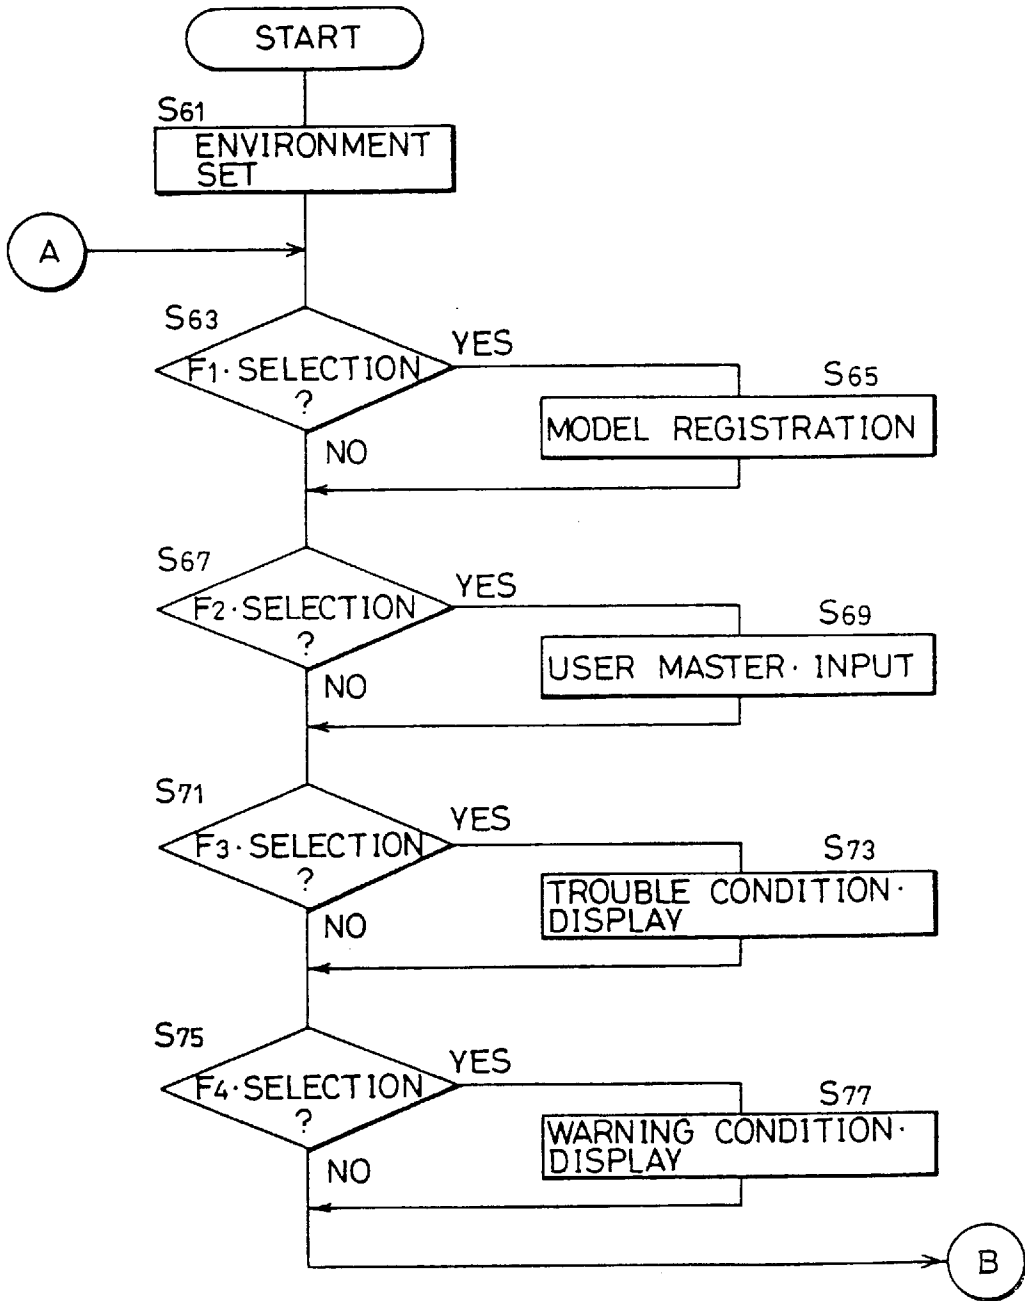 START
S61
ENVIRONMENT
SET
A
S63
F1·SELECTION
?
YES
NO
S65
MODEL REGISTRATION
S67
F2·SELECTION
?
YES
NO
S69
USER MASTER·INPUT
S71
F3·SELECTION
?
YES
NO
S73
TROUBLE CONDITION·
DISPLAY
S75
F4·SELECTION
?
YES
NO
S77
WARNING CONDITION·
DISPLAY
B